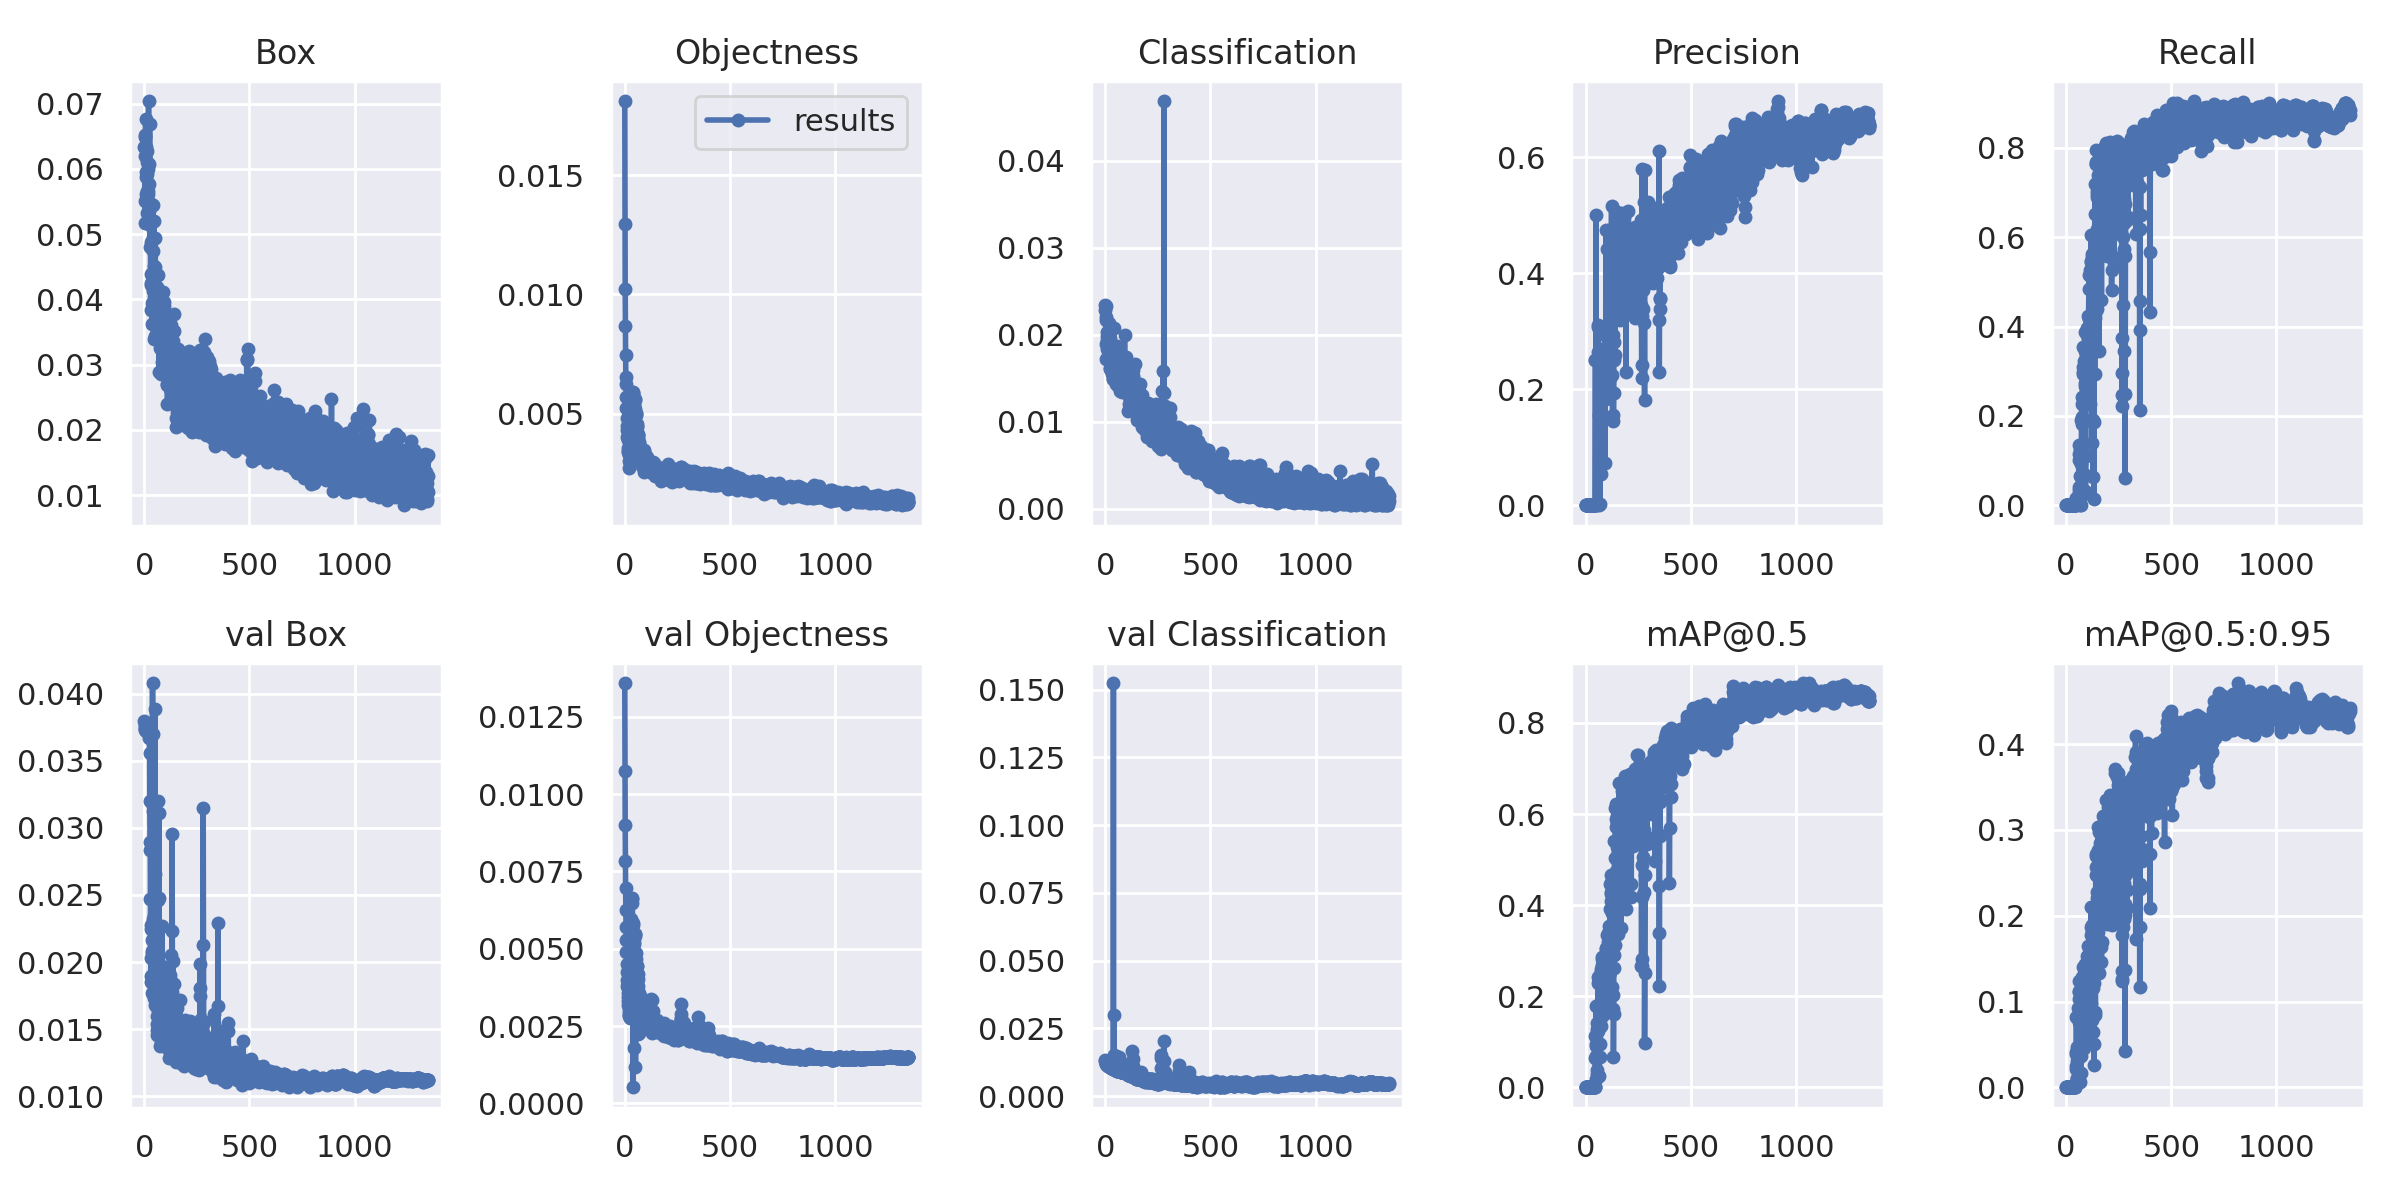 Box
0.07
0.06
0.05
0.04
0.03
0.02
0.01
0 500 1000
Objectness
results
0.015
0.010
0.005
0 500 1000
Classification
0.04
0.03
0.02
0.01
0.00
0 500 1000
Precision
0.6
0.4
0.2
0.0
0 500 1000
Recall
0.8
0.6
0.4
0.2
0.0
0 500 1000
val Box
0.040
0.035
0.030
0.025
0.020
0.015
0.010
0 500 1000
val Objectness
0.0125
0.0100
0.0075
0.0050
0.0025
0.0000
0 500 1000
val Classification
0.150
0.125
0.100
0.075
0.050
0.025
0.000
0 500 1000
mAP@0.5
0.8
0.6
0.4
0.2
0.0
0 500 1000
mAP@0.5:0.95
0.4
0.3
0.2
0.1
0.0
0 500 1000